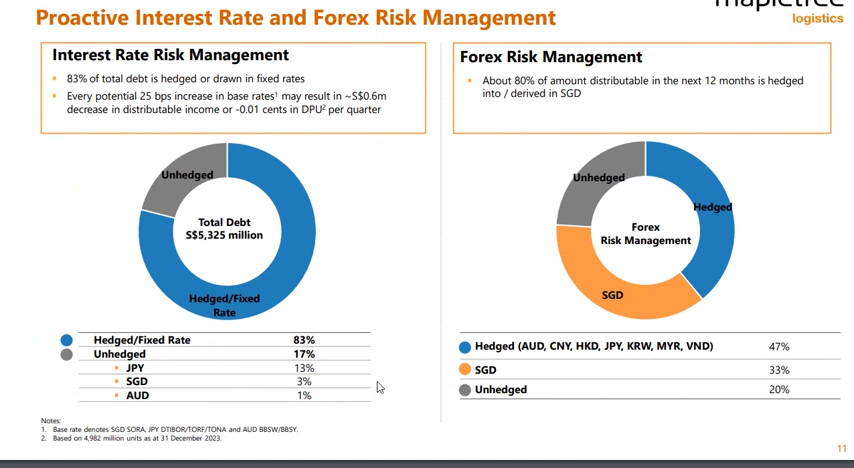 mapletree
logistics
Proactive Interest Rate and Forex Risk Management
Interest Rate Risk Management
▪ 83% of total debt is hedged or drawn in fixed rates
▪ Every potential 25 bps increase in base rates¹ may result in ~S$0.6m
decrease in distributable income or -0.01 cents in DPU² per quarter
Unhedged
Total Debt
S$5,325 million
Hedged/Fixed
Rate
Hedged/Fixed Rate 83%
Unhedged 17%
▪ JPY 13%
▪ SGD 3%
▪ AUD 1%
Forex Risk Management
▪ About 80% of amount distributable in the next 12 months is hedged
into / derived in SGD
Unhedged
Hedged
Forex
Risk Management
SGD
Hedged (AUD, CNY, HKD, JPY, KRW, MYR, VND) 47%
SGD 33%
Unhedged 20%
Notes:
1. Base rate denotes SGD SORA, JPY DTIBOR/TORF/TONA and AUD BBSW/BBSY.
2. Based on 4,982 million units as at 31 December 2023.
11